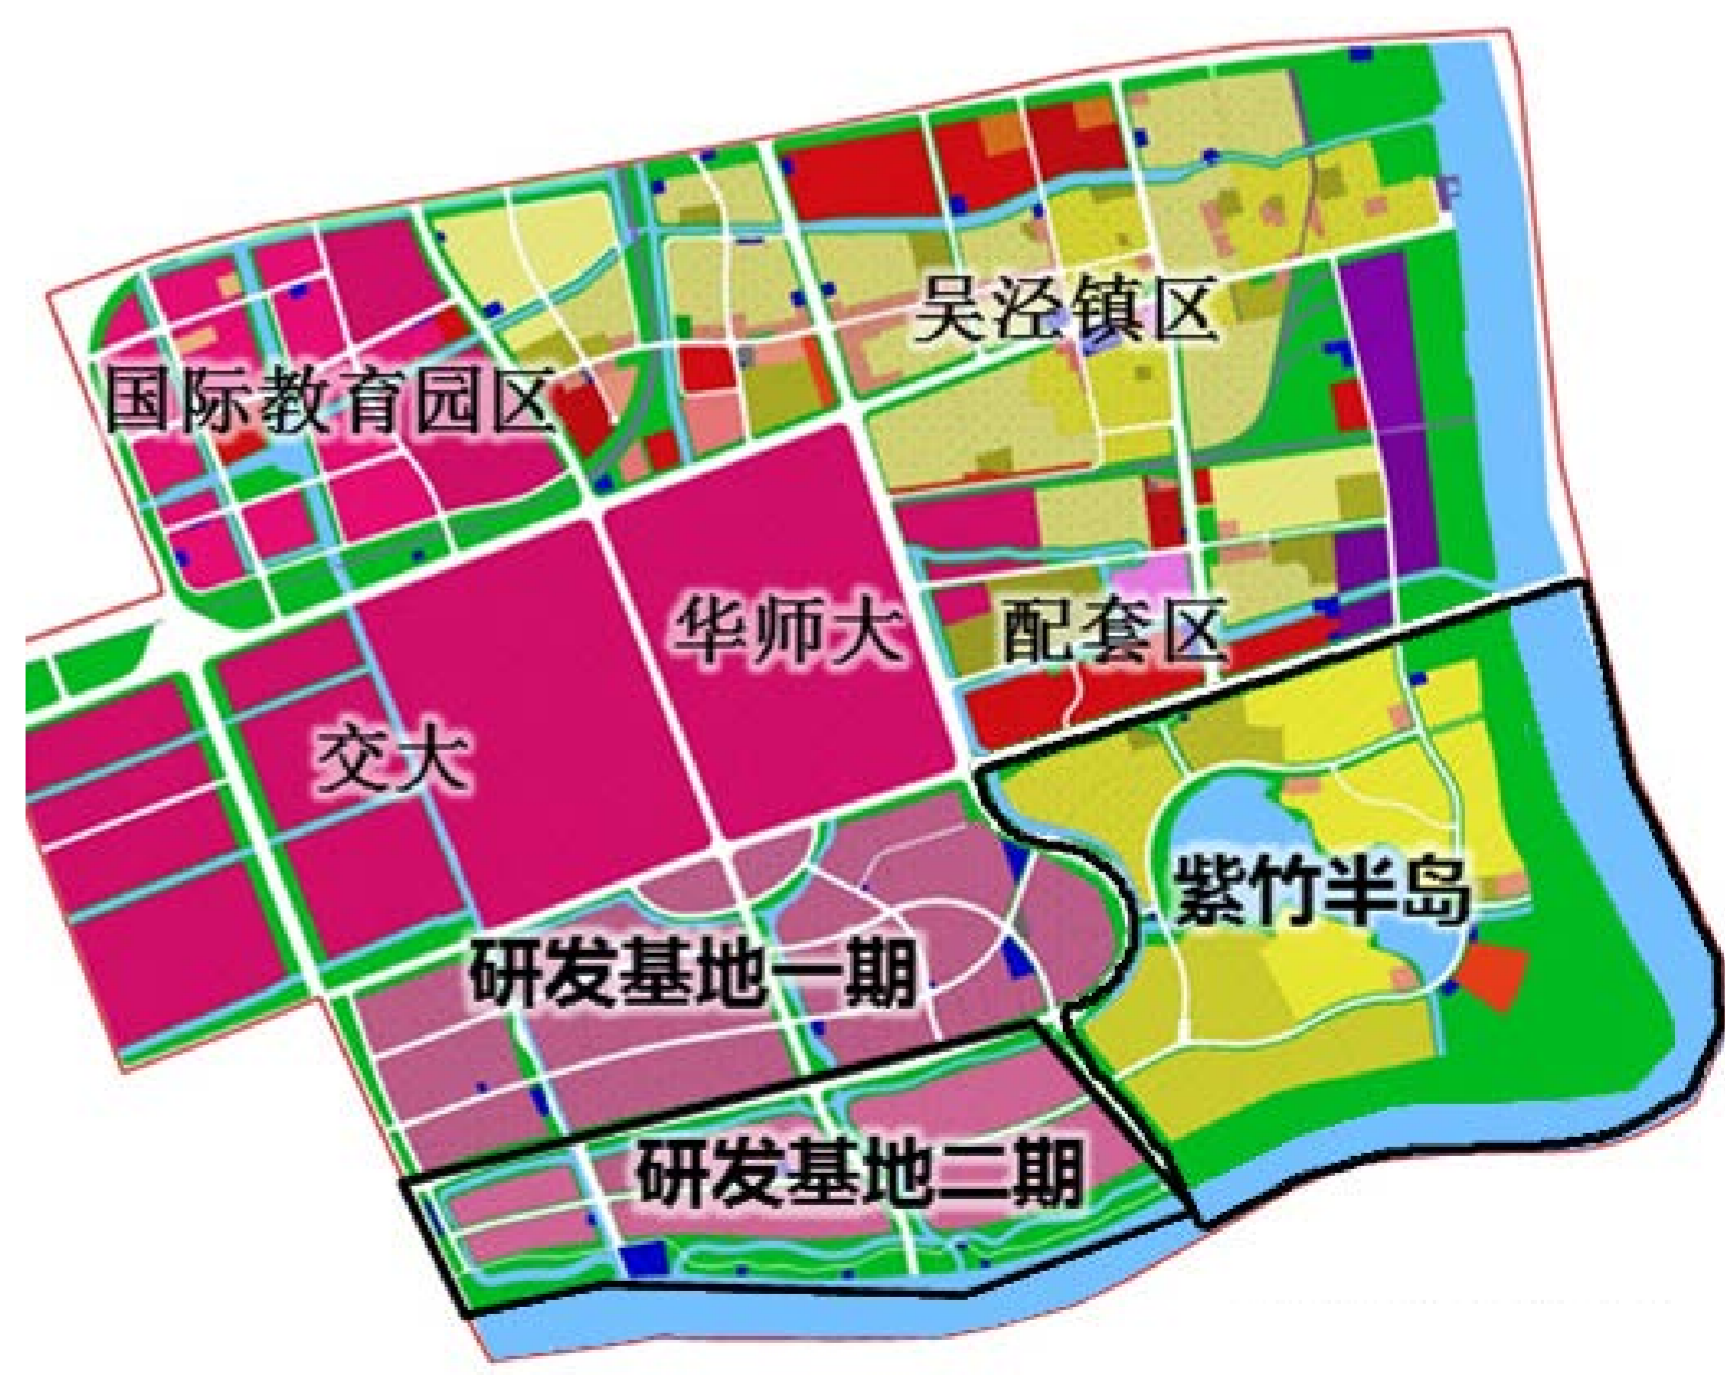 吴泾镇区
国际教育园区
华师大
配套区
交大
紫竹半岛
研发基地一期
研发基地二期